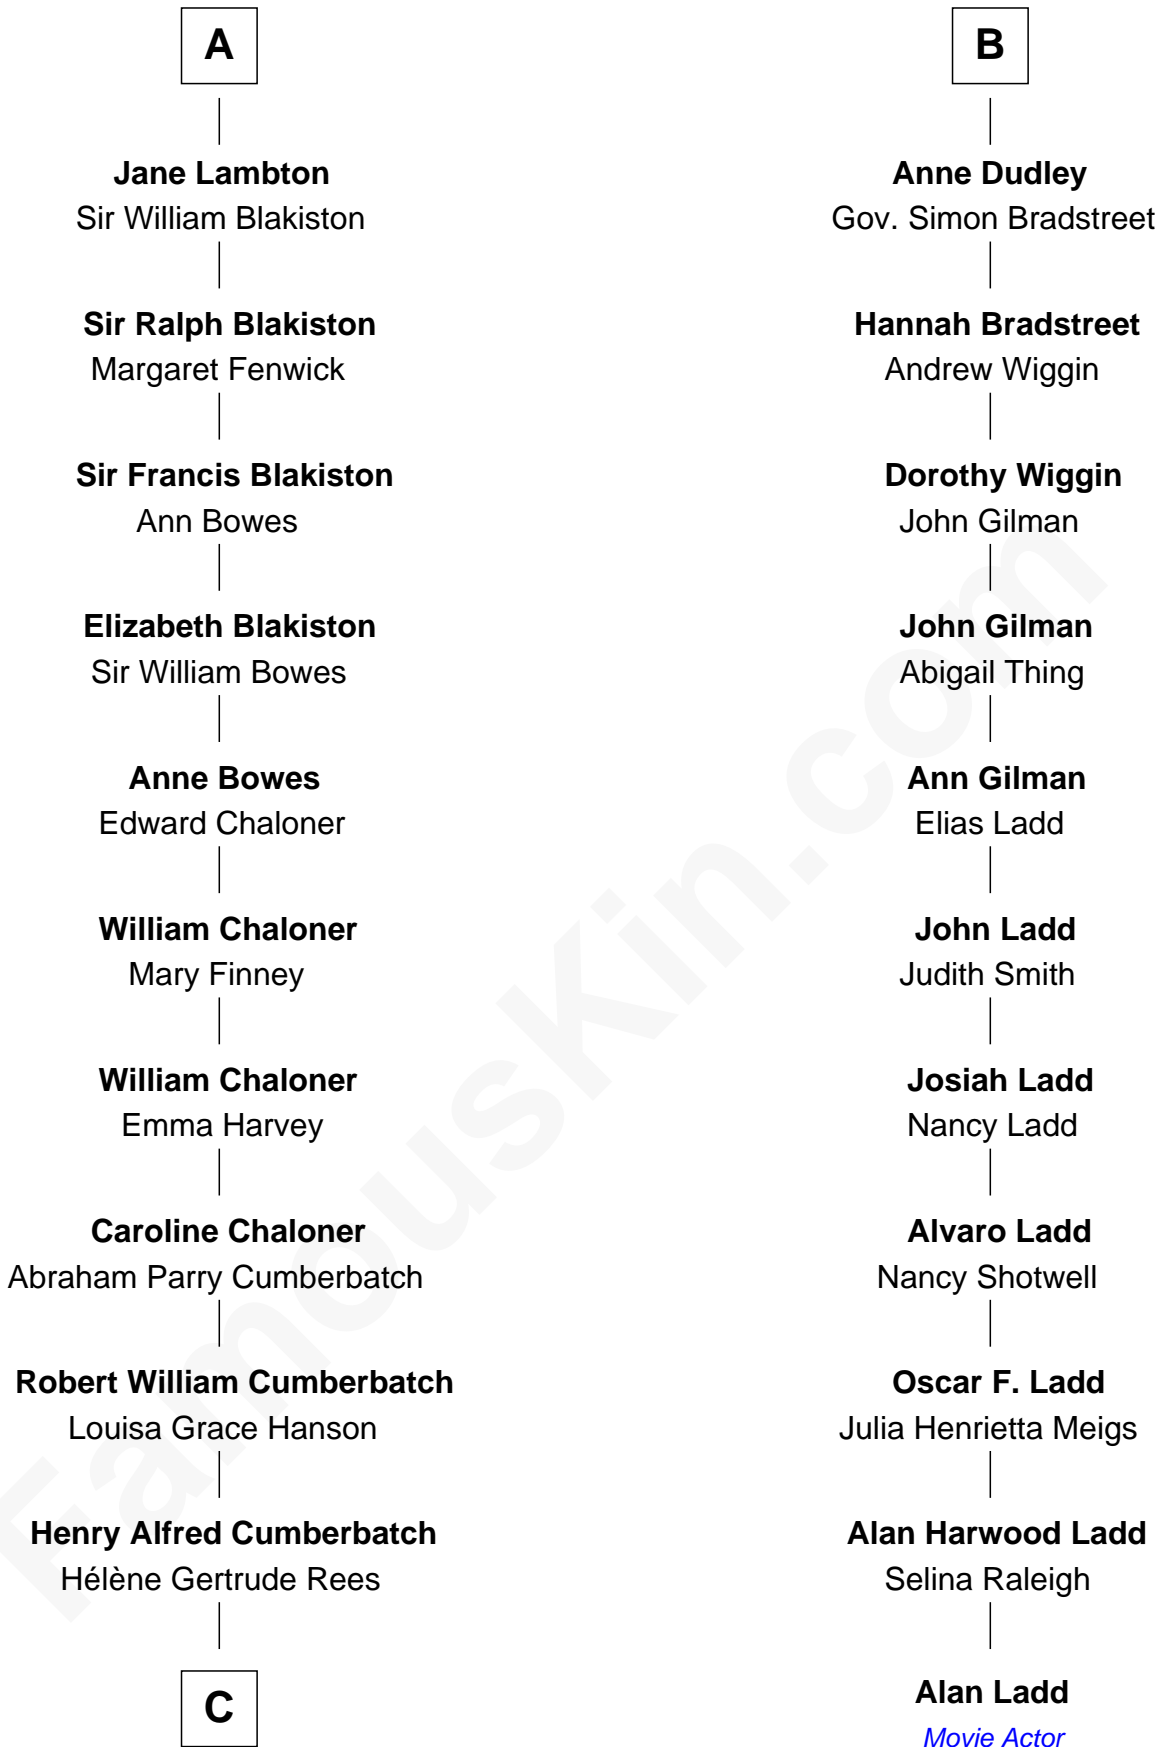 A
Jane Lambton
Sir William Blakiston
Sir Ralph Blakiston
Margaret Fenwick
Sir Francis Blakiston
Ann Bowes
Elizabeth Blakiston
Sir William Bowes
Anne Bowes
Edward Chaloner
William Chaloner
Mary Finney
William Chaloner
Emma Harvey
Caroline Chaloner
Abraham Parry Cumberbatch
Robert William Cumberbatch
Louisa Grace Hanson
Henry Alfred Cumberbatch
Hélène Gertrude Rees
C
B
Anne Dudley
Gov. Simon Bradstreet
Hannah Bradstreet
Andrew Wiggin
Dorothy Wiggin
John Gilman
John Gilman
Abigail Thing
Ann Gilman
Elias Ladd
John Ladd
Judith Smith
Josiah Ladd
Nancy Ladd
Alvaro Ladd
Nancy Shotwell
Oscar F. Ladd
Julia Henrietta Meigs
Alan Harwood Ladd
Selina Raleigh
Alan Ladd
Movie Actor
FamousKin.com